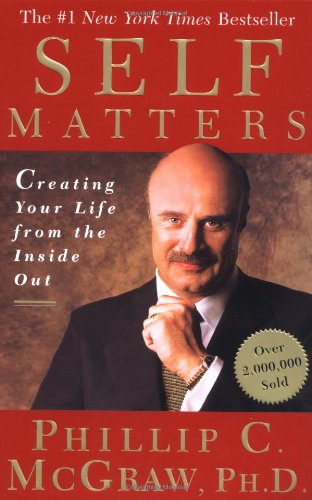 The #1 New York Times Bestseller
SELF
MATTERS
Creating
Your Life
from the
Inside
Out
Over
2,000,000
Sold
PHILLIP C.
MCGRAW, PH.D.